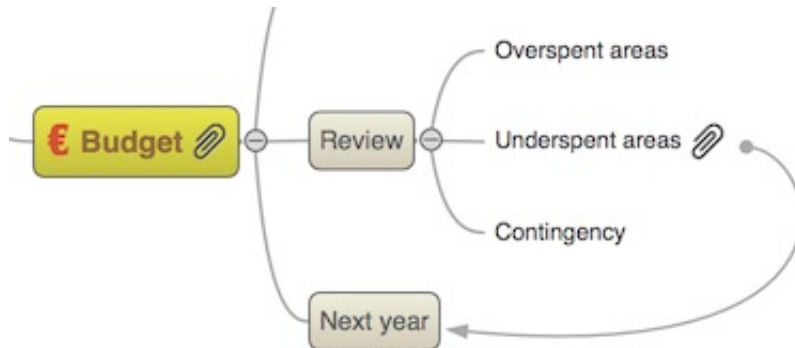 Overspent areas
€ Budget
Review
Underspent areas
Contingency
Next year